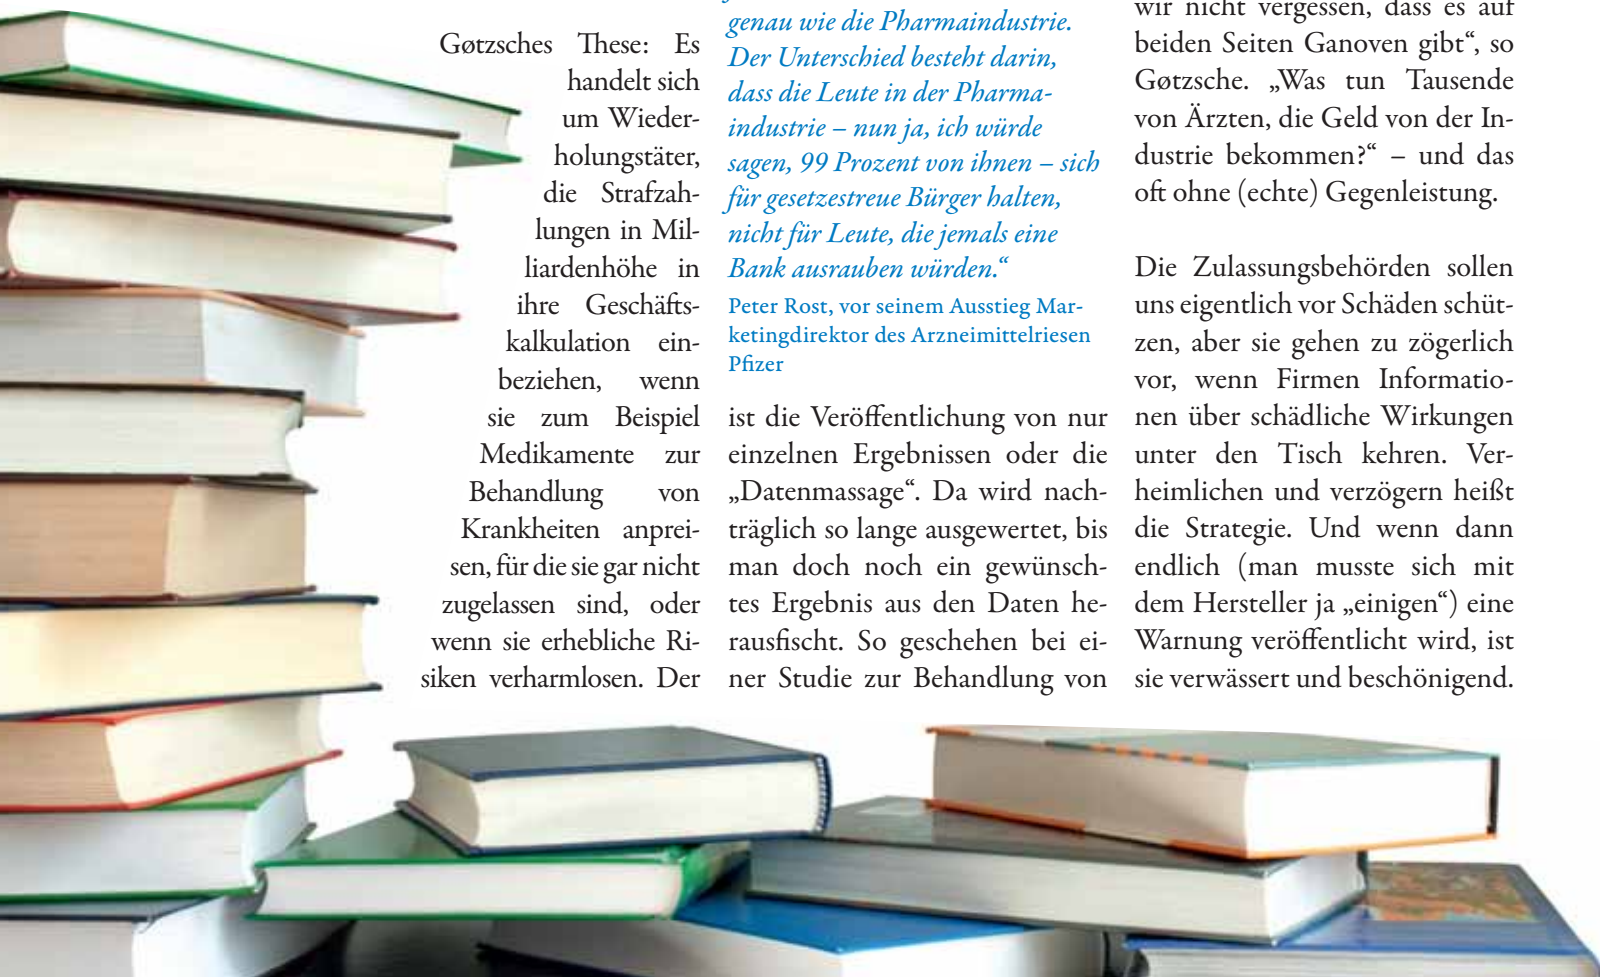 Gøtzsches These: Es
handelt sich
um Wieder-
holungstäter,
die Strafzah-
lungen in Mil-
liardenhöhe in
ihre Geschäfts-
kalkulation ein-
beziehen, wenn
sie zum Beispiel
Medikamente zur
Behandlung von
Krankheiten anprei-
sen, für die sie gar nicht
zugelassen sind, oder
wenn sie erhebliche Ri-
siken verharmlosen. Der
genau wie die Pharmaindustrie.
Der Unterschied besteht darin,
dass die Leute in der Pharma-
industrie – nun ja, ich würde
sagen, 99 Prozent von ihnen – sich
für gesetzestreue Bürger halten,
nicht für Leute, die jemals eine
Bank ausrauben würden.“
Peter Rost, vor seinem Ausstieg Mar-
ketingdirektor des Arzneimittelriesen
Pfizer
ist die Veröffentlichung von nur
einzelnen Ergebnissen oder die
„Datenmassage“. Da wird nach-
träglich so lange ausgewertet, bis
man doch noch ein gewünsch-
tes Ergebnis aus den Daten he-
rausfischt. So geschehen bei ei-
ner Studie zur Behandlung von
wir nicht vergessen, dass es auf
beiden Seiten Ganoven gibt“, so
Gøtzsche. „Was tun Tausende
von Ärzten, die Geld von der In-
dustrie bekommen?“ – und das
oft ohne (echte) Gegenleistung.
Die Zulassungsbehörden sollen
uns eigentlich vor Schäden schüt-
zen, aber sie gehen zu zögerlich
vor, wenn Firmen Informatio-
nen über schädliche Wirkungen
unter den Tisch kehren. Ver-
heimlichen und verzögern heißt
die Strategie. Und wenn dann
endlich (man musste sich mit
dem Hersteller ja „einigen“) eine
Warnung veröffentlicht wird, ist
sie verwässert und beschönigend.